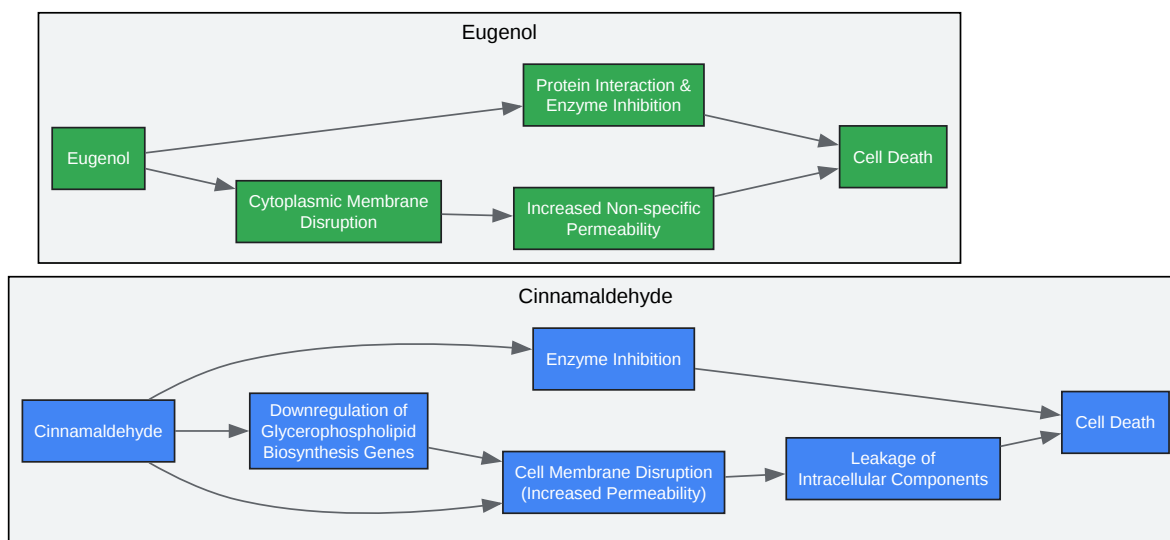 Eugenol
Protein Interaction &
Enzyme Inhibition
Eugenol
Cell Death
Cytoplasmic Membrane
Disruption
Increased Non-specific
Permeability
Cinnamaldehyde
Enzyme Inhibition
Cinnamaldehyde
Downregulation of
Glycerophospholipid
Biosynthesis Genes
Cell Death
Cell Membrane Disruption
(Increased Permeability)
Leakage of
Intracellular Components